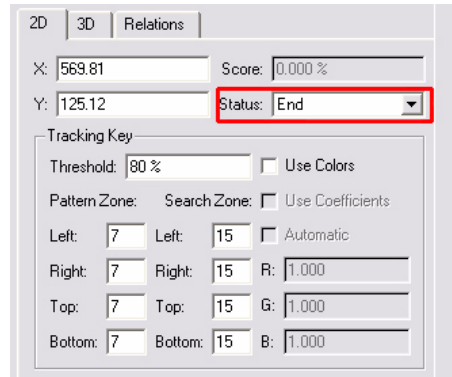 2D 3D Relations
X: 569.81 Score: 0.000 %
Y: 125.12 Status: End
Tracking Key
Threshold: 80 % Use Colors
Pattern Zone: Search Zone: Use Coefficients
Left: 7 Left: 15 Automatic
Right: 7 Right: 15 R: 1.000
Top: 7 Top: 15 G: 1.000
Bottom: 7 Bottom: 15 B: 1.000